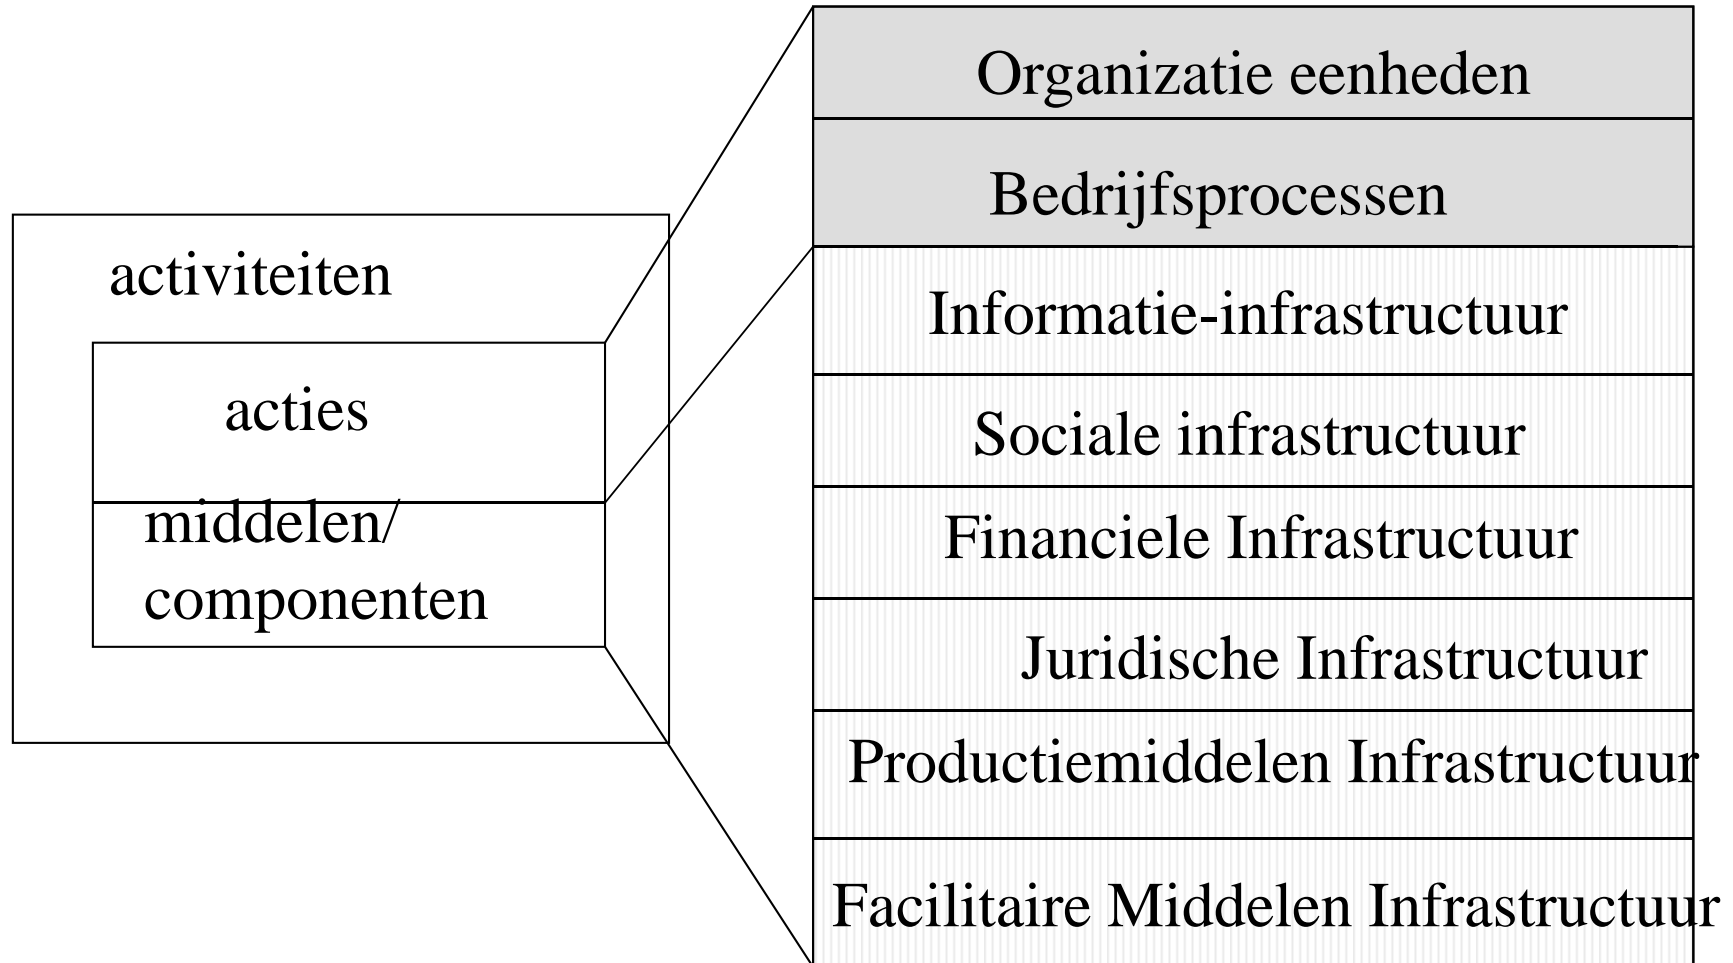 activiteiten
acties
middelen/
componenten
Organizatie eenheden
Bedrijfsprocessen
Informatie-infrastructuur
Sociale infrastructuur
Financiele Infrastructuur
Juridische Infrastructuur
Productiemiddelen Infrastructuur
Facilitaire Middelen Infrastructuur